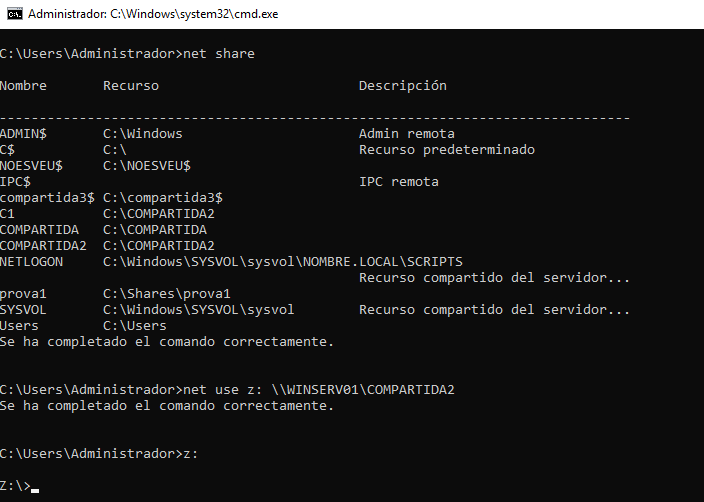 Administrador: C:\Windows\system32\cmd.exe
C:\Users\Administrador>net share
Nombre       Recurso                         Descripción
-------------------------------------------------------------------------------
ADMIN$       C:\Windows                      Admin remota
C$           C:\                             Recurso predeterminado
NOESVEU$     C:\NOESVEU$
IPC$                                         IPC remota
compartida3$ C:\compartida3$
C1           C:\COMPARTIDA2
COMPARTIDA   C:\COMPARTIDA
COMPARTIDA2  C:\COMPARTIDA2
NETLOGON     C:\Windows\SYSVOL\sysvol\NOMBRE.LOCAL\SCRIPTS
                                             Recurso compartido del servidor...
prova1       C:\Shares\prova1
SYSVOL       C:\Windows\SYSVOL\sysvol        Recurso compartido del servidor...
Users        C:\Users
Se ha completado el comando correctamente.
C:\Users\Administrador>net use z: \\WINSERV01\COMPARTIDA2
Se ha completado el comando correctamente.
C:\Users\Administrador>z:
Z:\>